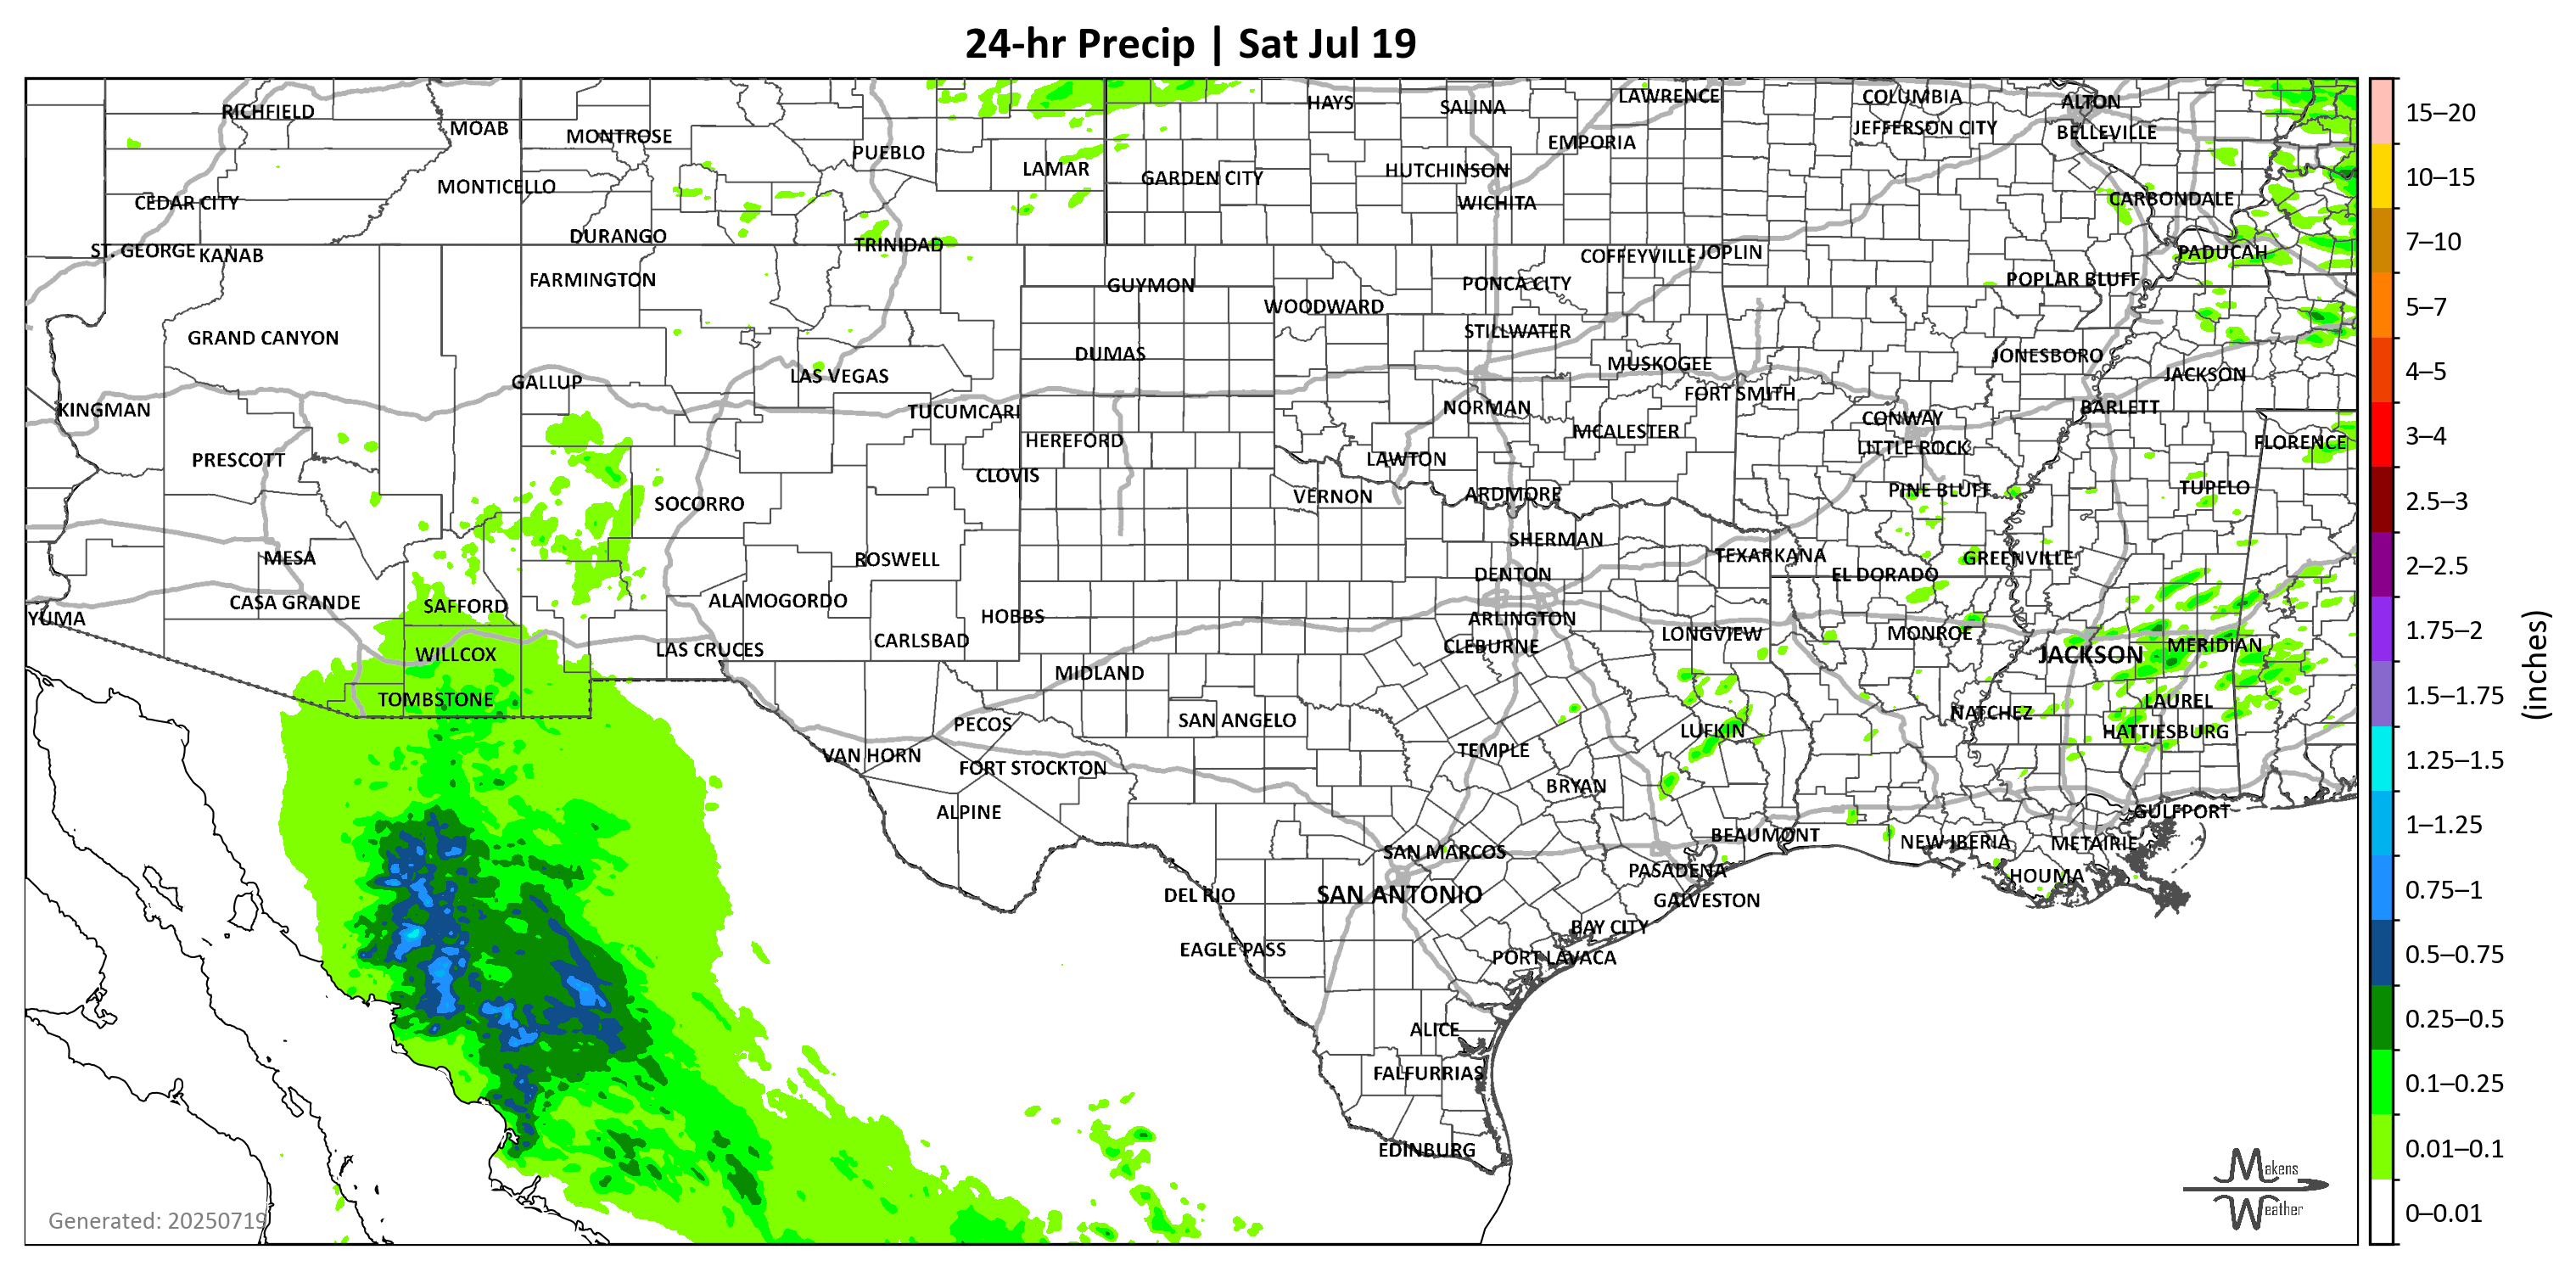 24-hr Precip | Sat Jul 19
RICHFIELD
MOAB
MONTROSE
PUEBLO
LAMAR
HAYS
SALINA
LAWRENCE
COLUMBIA
ALTON
JEFFERSON CITY
BELLEVILLE
EMPORIA
HUTCHINSON
GARDEN CITY
WICHITA
MONTICELLO
CEDAR CITY
CARBONDALE
DURANGO
TRINIDAD
ST. GEORGE
KANAB
COFFEYVILLE
JOPLIN
PADUCAH
FARMINGTON
GUYMON
PONCA CITY
POPLAR BLUFF
WOODWARD
GRAND CANYON
STILLWATER
DUMAS
MUSKOGEE
JONESBORO
GALLUP
LAS VEGAS
JACKSON
FORT SMITH
KINGMAN
TUCUMCARI
NORMAN
BARLETT
CONWAY
HEREFORD
MCALESTER
LITTLE ROCK
FLORENCE
PRESCOTT
LAWTON
CLOVIS
SOCORRO
VERNON
ARDMORE
PINE BLUFF
TUPELO
MESA
ROSWELL
SHERMAN
TEXARKANA
GREENVILLE
DENTON
EL DORADO
CASA GRANDE
SAFFORD
ALAMOGORDO
YUMA
HOBBS
ARLINGTON
LONGVIEW
MONROE
CARLSBAD
CLEBURNE
MERIDIAN
WILLCOX
LAS CRUCES
JACKSON
MIDLAND
TOMBSTONE
LAUREL
NATCHEZ
PECOS
SAN ANGELO
LUFKIN
HATTIESBURG
TEMPLE
VAN HORN
FORT STOCKTON
BRYAN
ALPINE
GULFPORT
BEAUMONT
NEW IBERIA
METAIRIE
SAN MARCOS
PASADENA
HOUMA
DEL RIO
SAN ANTONIO
GALVESTON
BAY CITY
EAGLE PASS
PORT LAVACA
ALICE
FALFURRIAS
EDINBURG
Generated: 20250719
Makens
Weather
15–20
10–15
7–10
5–7
4–5
3–4
2.5–3
2–2.5
1.75–2
1.5–1.75
1.25–1.5
1–1.25
0.75–1
0.5–0.75
0.25–0.5
0.1–0.25
0.01–0.1
0–0.01
(inches)